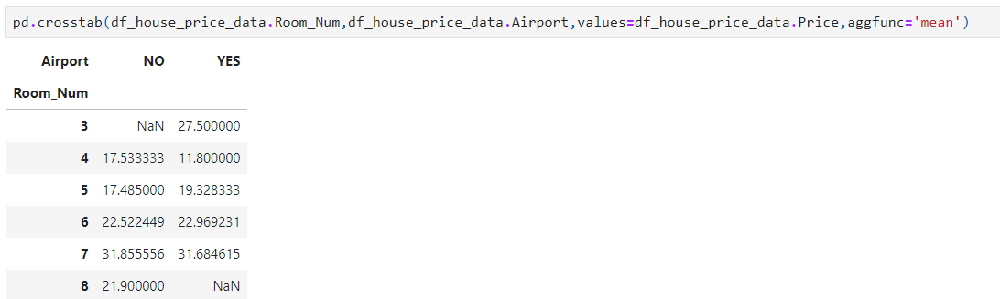 pd.crosstab(df_house_price_data.Room_Num,df_house_price_data.Airport,values=df_house_price_data.Price,aggfunc='mean')
Airport NO YES
Room_Num
3 NaN 27.500000
4 17.533333 11.800000
5 17.485000 19.328333
6 22.522449 22.969231
7 31.855556 31.684615
8 21.900000 NaN